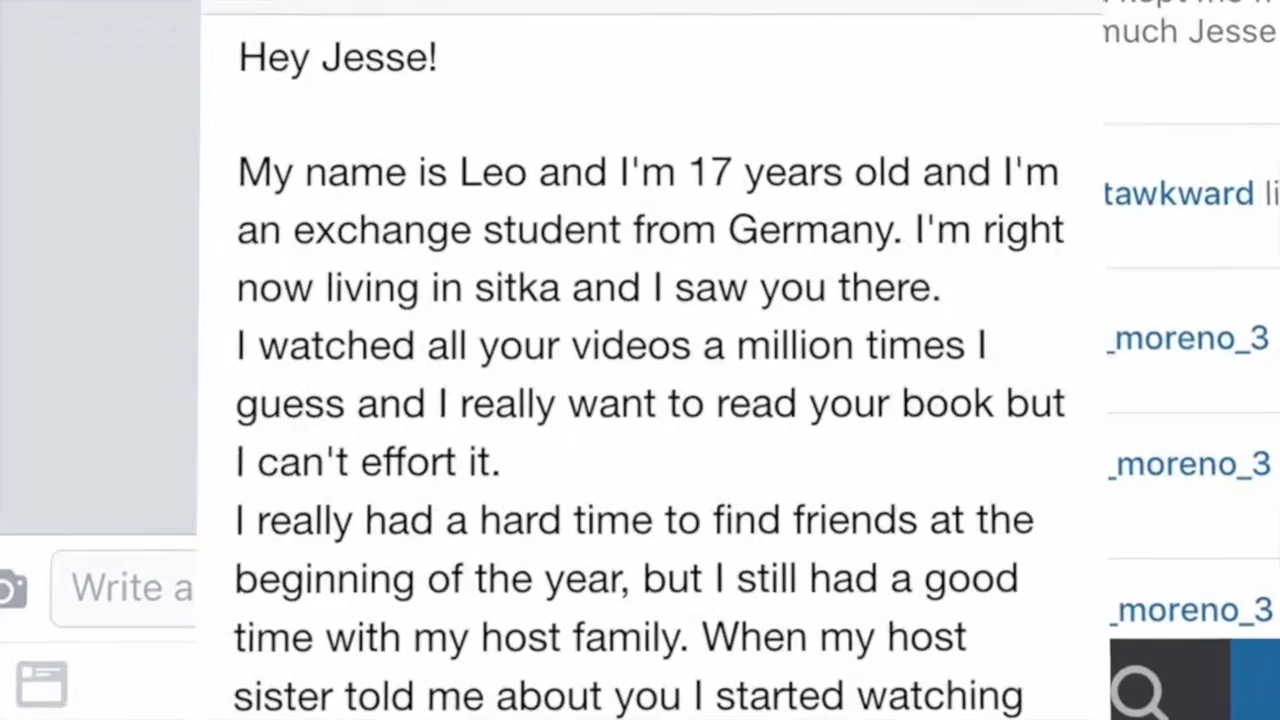 Hey Jesse!
My name is Leo and I'm 17 years old and I'm
an exchange student from Germany. I'm right
now living in sitka and I saw you there.
I watched all your videos a million times I
guess and I really want to read your book but
I can't effort it.
I really had a hard time to find friends at the
beginning of the year, but I still had a good
time with my host family. When my host
sister told me about you I started watching
Write a
much Jesse
tawkward li
_moreno_3
_moreno_3
_moreno_3